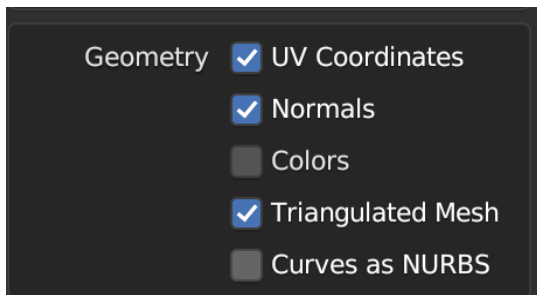 Geometry UV Coordinates
Normals
Colors
Triangulated Mesh
Curves as NURBS